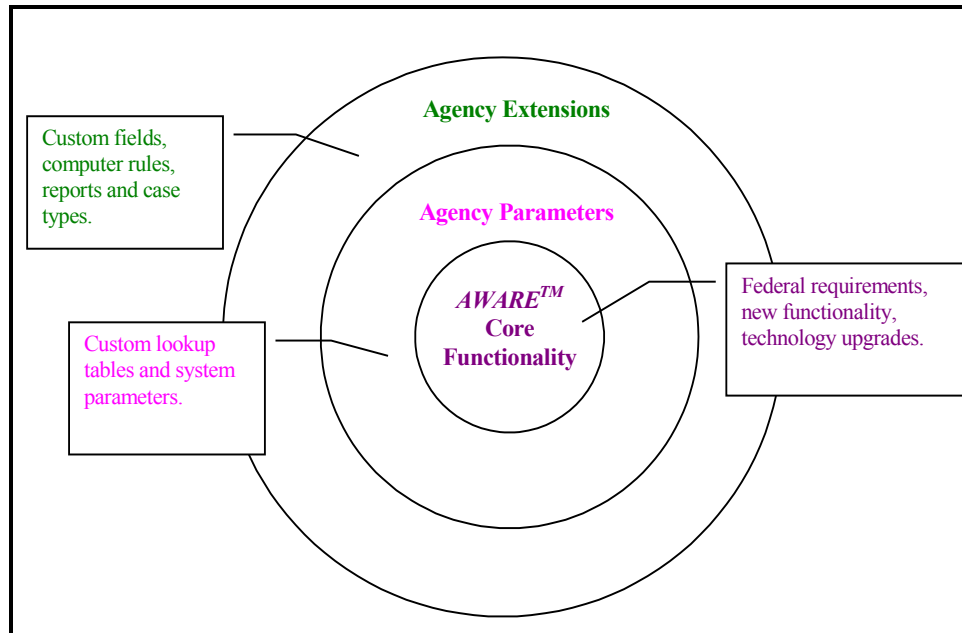 Agency Extensions
Custom fields,
computer rules,
reports and case
types.
Agency Parameters
AWARE™
Core
Functionality
Federal requirements,
new functionality,
technology upgrades.
Custom lookup
tables and system
parameters.